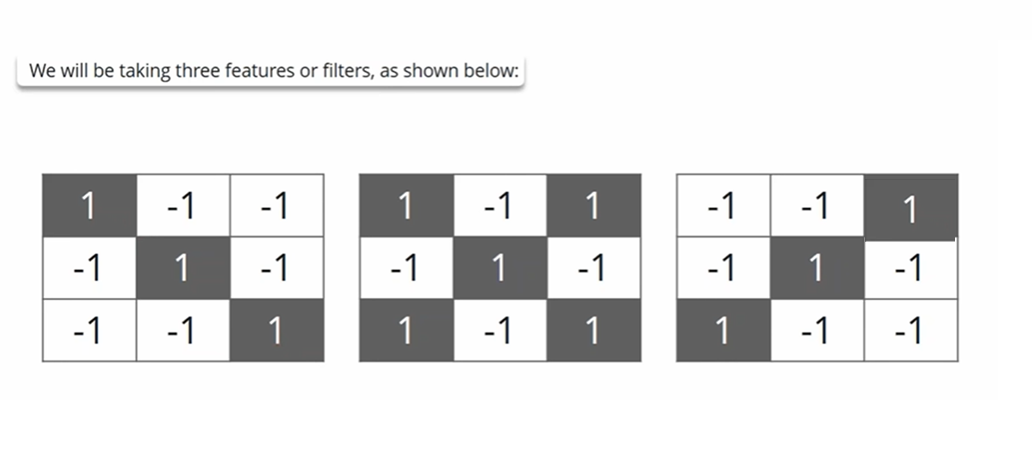 We will be taking three features or filters, as shown below:
1 -1 -1 1 -1 1 -1 -1 1
-1 1 -1 -1 1 -1 -1 1 -1
-1 -1 1 1 -1 1 1 -1 -1